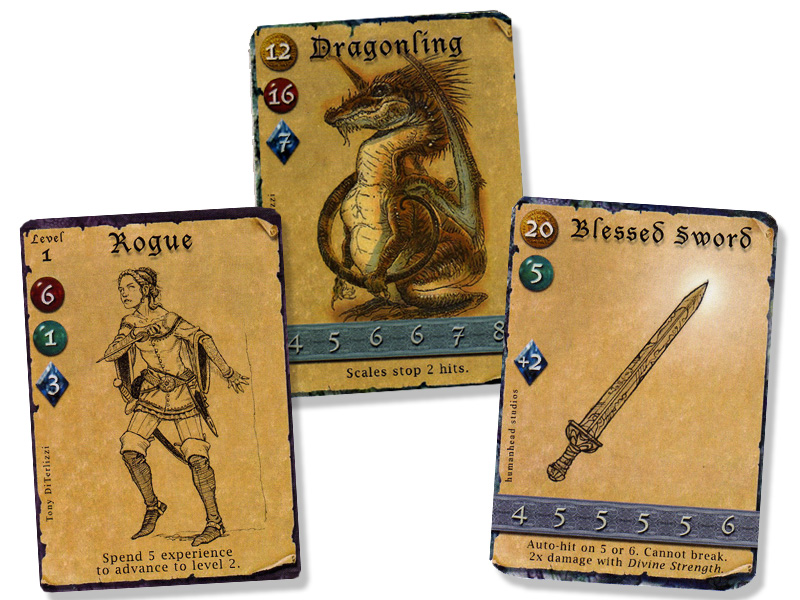 12
Dragonling
16
7
4 5 6 6 7 8
Scales stop 2 hits.
Level
1
Rogue
6
1
3
Tony DiTerlizzi
Spend 5 experience
to advance to level 2.
20
Blessed Sword
5
+2
humanhead studios
4 5 5 5 5 6
Auto-hit on 5 or 6. Cannot break.
2x damage with Divine Strength.